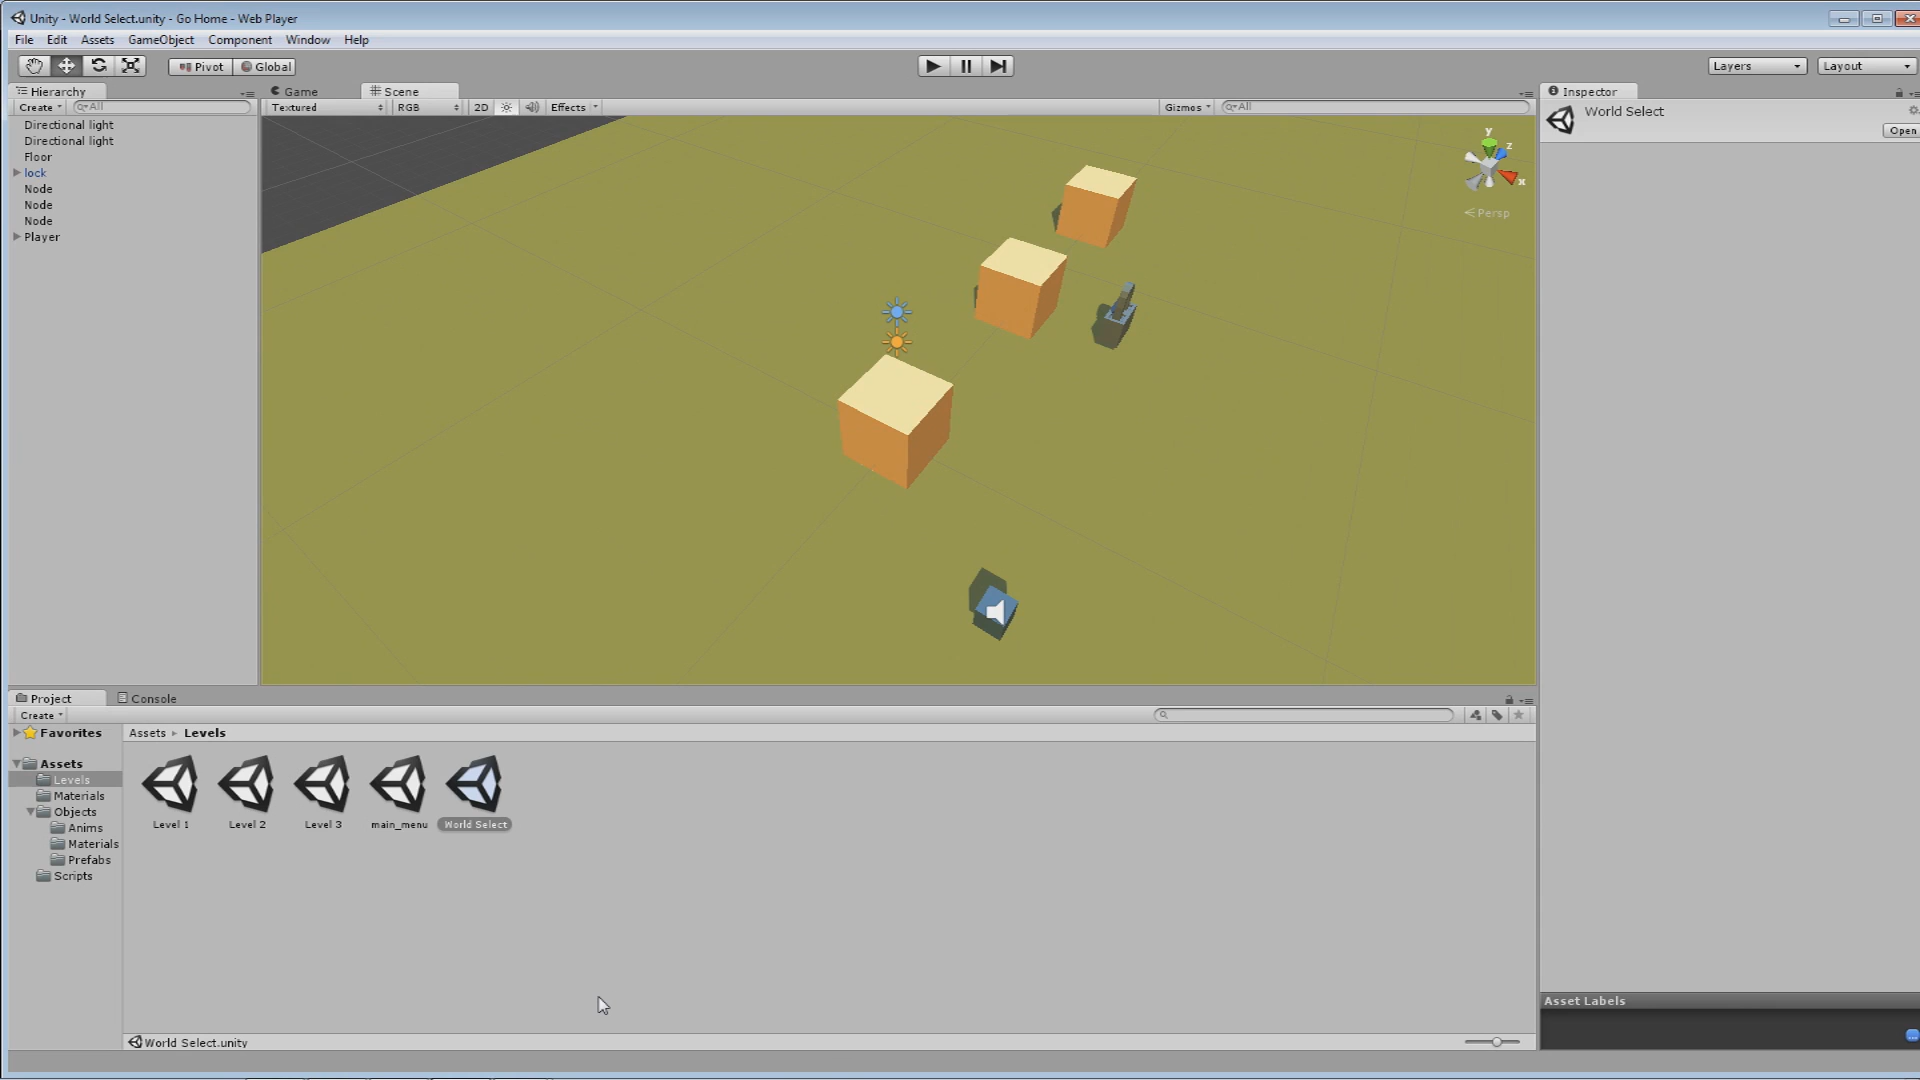 Unity - World Select.unity - Go Home - Web Player
File Edit Assets GameObject Component Window Help
Pivot Global Layers Layout
Hierarchy Game Scene Inspector
Create All Textured RGB 2D Effects Gizmos All
World Select
Open
Directional light
Directional light
Floor
lock
Node
Node
Node
Player
y
z
x
Persp
Project Console
Create
Favorites Assets Levels
Assets
Levels
Materials
Objects
Anims
Materials
Prefabs
Scripts
Level 1 Level 2 Level 3 main_menu World Select
Asset Labels
World Select.unity